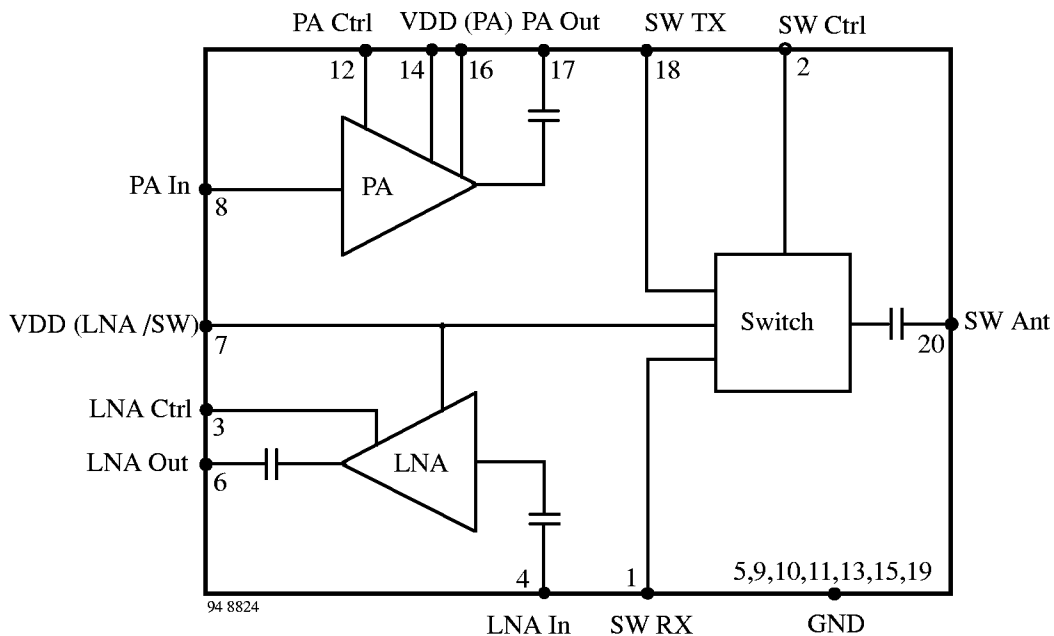 PA Ctrl VDD (PA) PA Out SW TX SW Ctrl
12 14 16 17 18 2
PA In
8
PA
VDD (LNA /SW)
7
Switch
SW Ant
20
LNA Ctrl
3
LNA Out
6
LNA
4 1 5,9,10,11,13,15,19
94 8824
LNA In SW RX GND